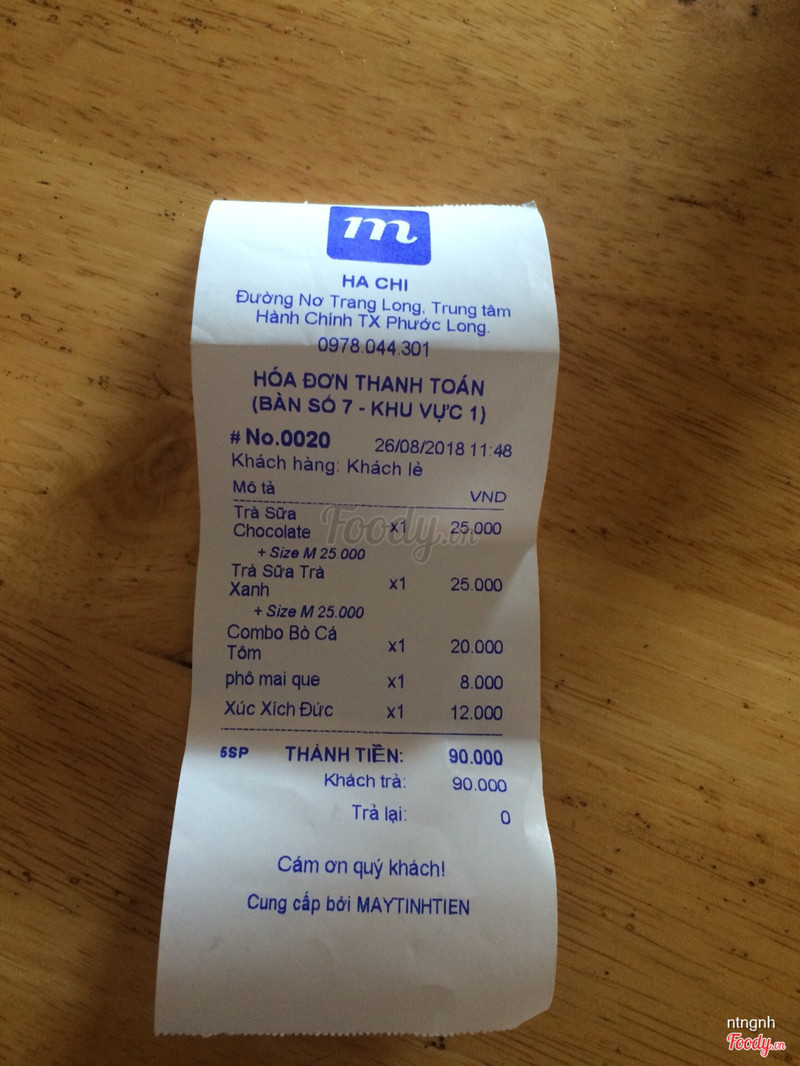 m
HA CHI
Đường Nơ Trang Long, Trung tâm
Hành Chính TX Phước Long.
0978.044.301
HÓA ĐƠN THANH TOÁN
(BÀN SỐ 7 - KHU VỰC 1)
# No.0020 26/08/2018 11:48
Khách hàng: Khách lẻ
Mô tả VND
Trà Sữa
Chocolate x1 25.000
+ Size M 25.000
Trà Sữa Trà
Xanh x1 25.000
+ Size M 25.000
Combo Bò Cá
Tôm x1 20.000
phô mai que x1 8.000
Xúc Xích Đức x1 12.000
5SP THÀNH TIỀN: 90.000
Khách trả: 90.000
Trả lại: 0
Cám ơn quý khách!
Cung cấp bởi MAYTINHTIEN
Foody.vn
ntngnh
Foody.vn